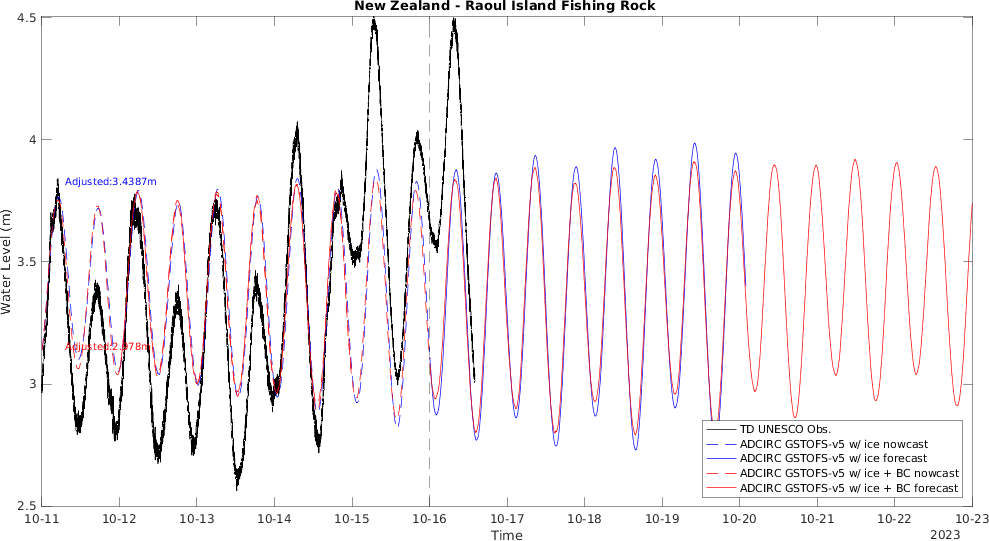 New Zealand - Raoul Island Fishing Rock
4.5
4
3.5
3
2.5
Water Level (m)
Adjusted:3.4387m
Adjusted:2.978m
TD UNESCO Obs.
ADCIRC GSTOFS-v5 w/ ice nowcast
ADCIRC GSTOFS-v5 w/ ice forecast
ADCIRC GSTOFS-v5 w/ ice + BC nowcast
ADCIRC GSTOFS-v5 w/ ice + BC forecast
10-11 10-12 10-13 10-14 10-15 10-16 10-17 10-18 10-19 10-20 10-21 10-22 10-23
Time
2023